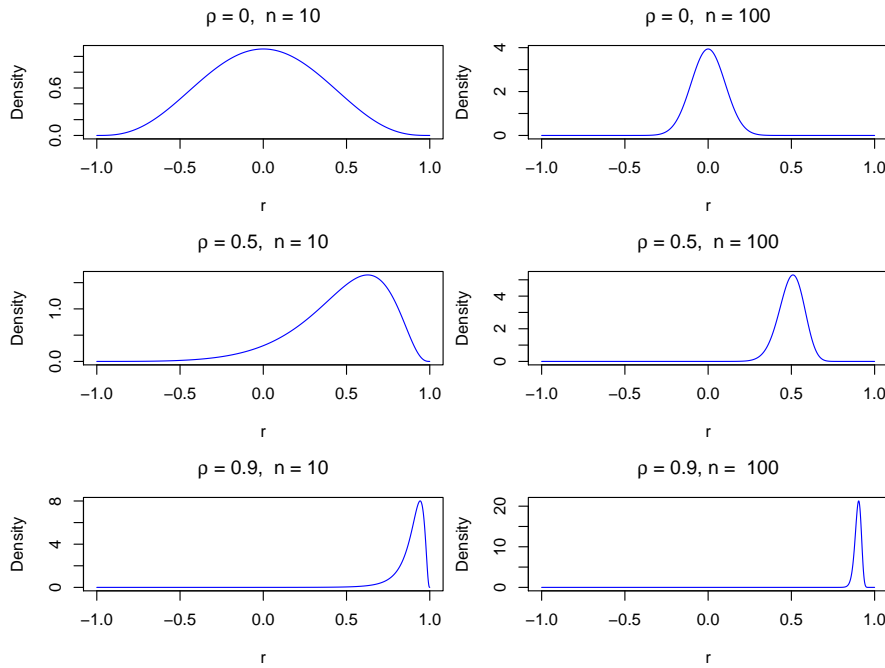 ρ = 0, n = 10
Density
0.0 0.6
−1.0 −0.5 0.0 0.5 1.0
r
ρ = 0, n = 100
Density
0 2 4
−1.0 −0.5 0.0 0.5 1.0
r
ρ = 0.5, n = 10
Density
0.0 1.0
−1.0 −0.5 0.0 0.5 1.0
r
ρ = 0.5, n = 100
Density
0 2 4
−1.0 −0.5 0.0 0.5 1.0
r
ρ = 0.9, n = 10
Density
0 4 8
−1.0 −0.5 0.0 0.5 1.0
r
ρ = 0.9, n = 100
Density
0 10 20
−1.0 −0.5 0.0 0.5 1.0
r